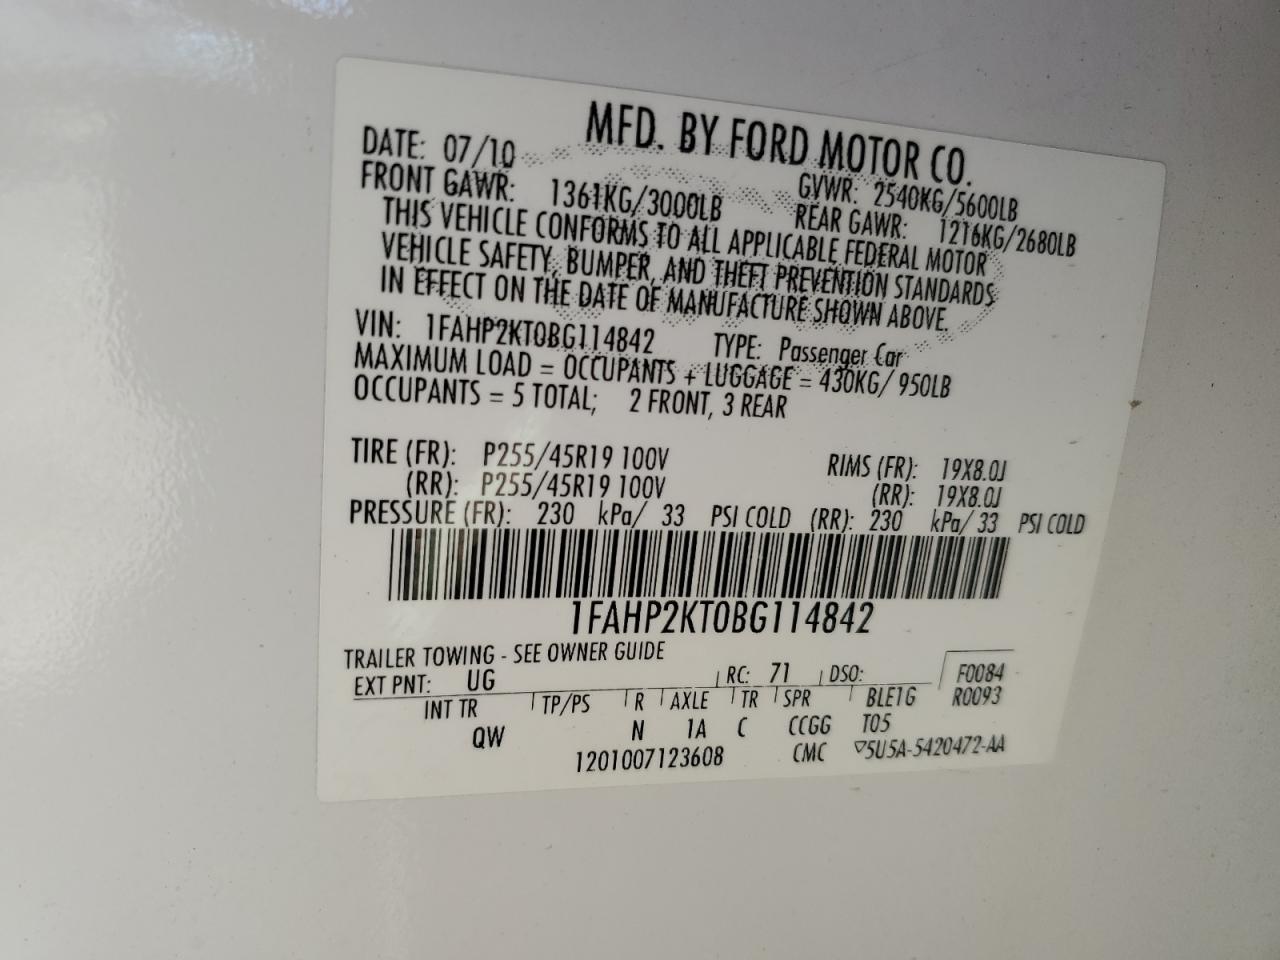 MFD. BY FORD MOTOR CO.
DATE: 07/10 GVWR: 2540KG/5600LB
FRONT GAWR: 1361KG/3000LB REAR GAWR: 1216KG/2680LB
THIS VEHICLE CONFORMS TO ALL APPLICABLE FEDERAL MOTOR
VEHICLE SAFETY, BUMPER, AND THEFT PREVENTION STANDARDS
IN EFFECT ON THE DATE OF MANUFACTURE SHOWN ABOVE.
VIN: 1FAHP2KT0BG114842 TYPE: Passenger Car
MAXIMUM LOAD = OCCUPANTS + LUGGAGE = 430KG/ 950LB
OCCUPANTS = 5 TOTAL; 2 FRONT, 3 REAR
TIRE (FR): P255/45R19 100V RIMS (FR): 19X8.0J
(RR): P255/45R19 100V (RR): 19X8.0J
PRESSURE (FR): 230 kPa/ 33 PSI COLD (RR): 230 kPa/ 33 PSI COLD
1FAHP2KT0BG114842
TRAILER TOWING - SEE OWNER GUIDE
EXT PNT: UG RC: 71 DSO: F0084
INT TR TP/PS R AXLE TR SPR BLE1G R0093
QW N 1A C CCGG T05
1201007123608 CMC ▽5U5A-5420472-AA